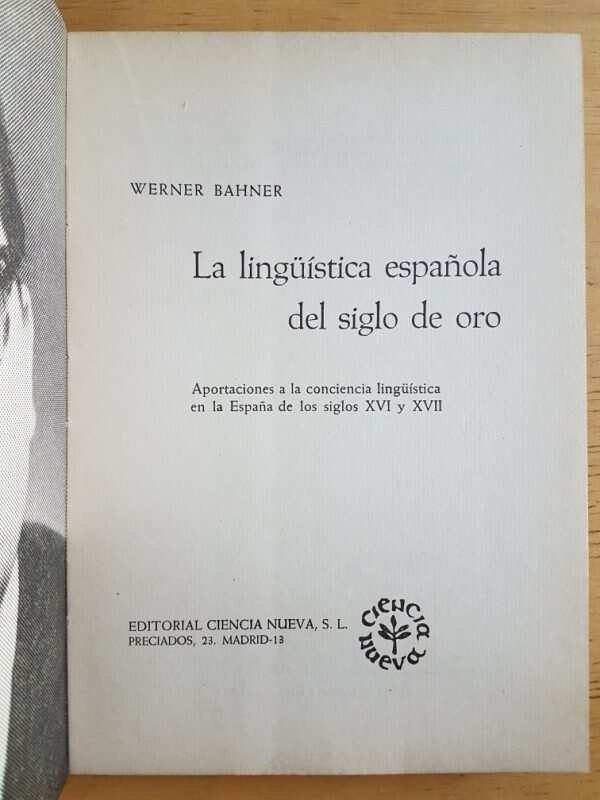 WERNER BAHNER
La lingüística española
del siglo de oro
Aportaciones a la conciencia lingüística
en la España de los siglos XVI y XVII
EDITORIAL CIENCIA NUEVA, S. L.
PRECIADOS, 23. MADRID-13
ciencia
nueva